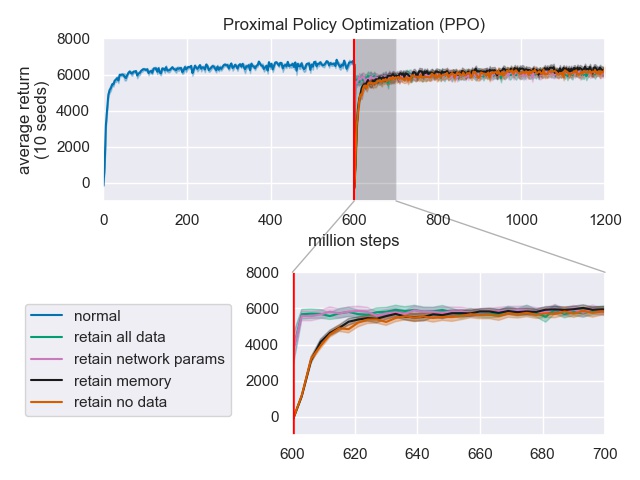 Proximal Policy Optimization (PPO)
average return
(10 seeds)
8000
6000
4000
2000
0
0 200 400 600 800 1000 1200
million steps
normal
retain all data
retain network params
retain memory
retain no data
8000
6000
4000
2000
0
600 620 640 660 680 700